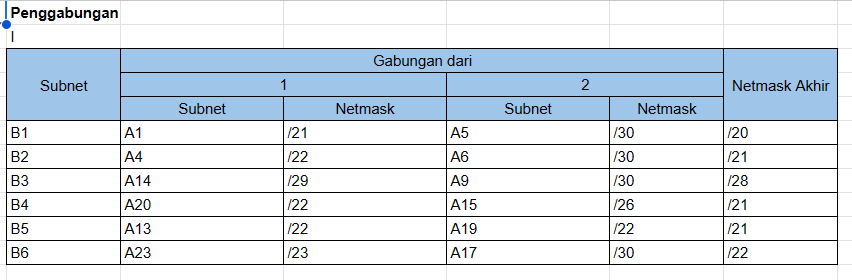 Penggabungan
I
Subnet Gabungan dari Netmask Akhir
1 2
Subnet Netmask Subnet Netmask
B1 A1 /21 A5 /30 /20
B2 A4 /22 A6 /30 /21
B3 A14 /29 A9 /30 /28
B4 A20 /22 A15 /26 /21
B5 A13 /22 A19 /22 /21
B6 A23 /23 A17 /30 /22